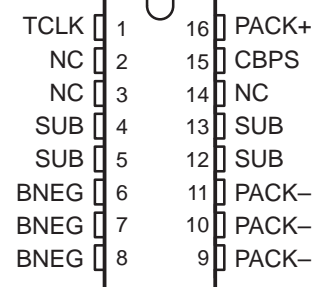 TCLK 1 16 PACK+
NC 2 15 CBPS
NC 3 14 NC
SUB 4 13 SUB
SUB 5 12 SUB
BNEG 6 11 PACK–
BNEG 7 10 PACK–
BNEG 8 9 PACK–